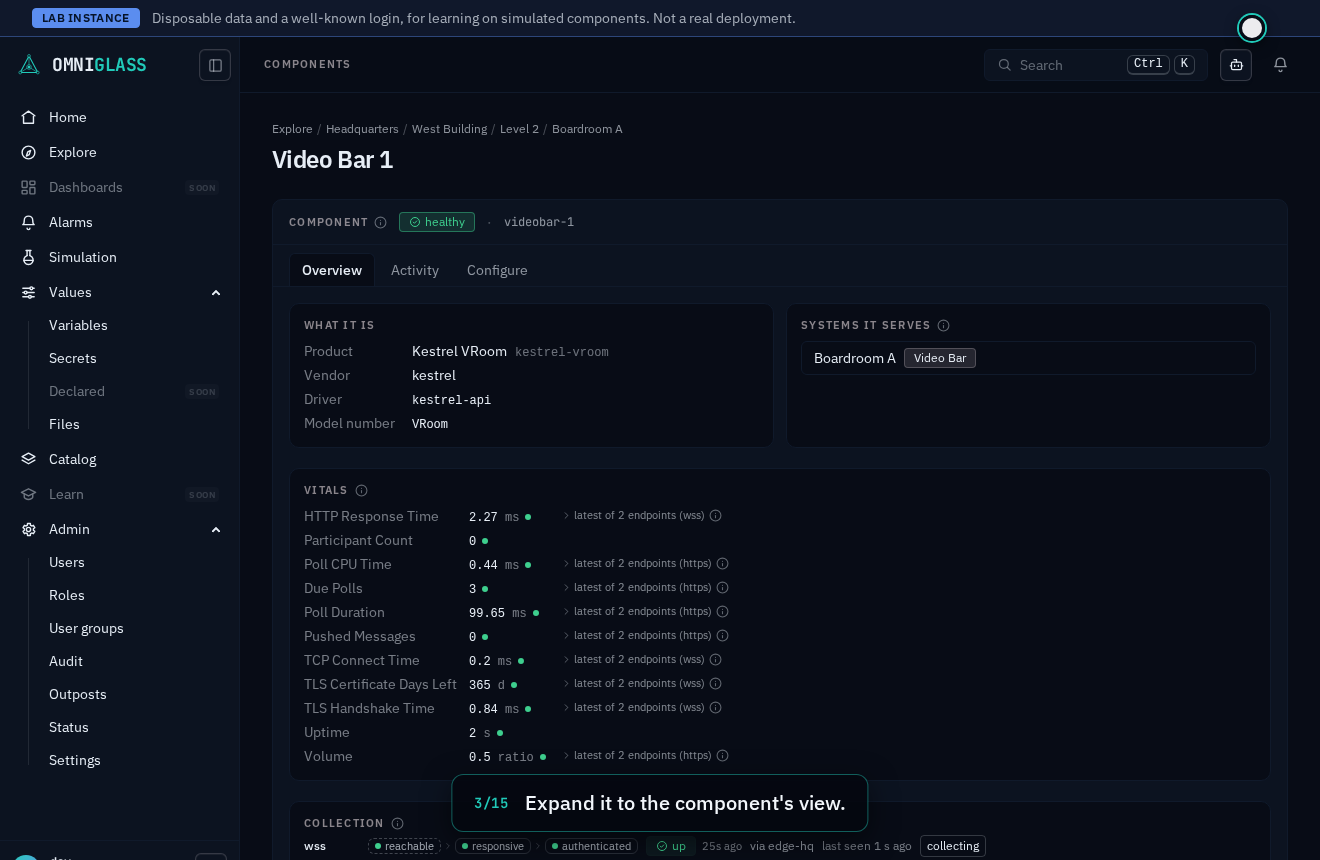 LAB INSTANCE Disposable data and a well-known login, for learning on simulated components. Not a real deployment.
OMNIGLASS
COMPONENTS
Search Ctrl K
Home
Explore
Dashboards SOON
Alarms
Simulation
Values
Variables
Secrets
Declared SOON
Files
Catalog
Learn SOON
Admin
Users
Roles
User groups
Audit
Outposts
Status
Settings
Explore / Headquarters / West Building / Level 2 / Boardroom A
Video Bar 1
COMPONENT healthy · videobar-1
Overview Activity Configure
WHAT IT IS
Product Kestrel VRoom kestrel-vroom
Vendor kestrel
Driver kestrel-api
Model number VRoom
SYSTEMS IT SERVES
Boardroom A Video Bar
VITALS
HTTP Response Time 2.27 ms latest of 2 endpoints (wss)
Participant Count 0
Poll CPU Time 0.44 ms latest of 2 endpoints (https)
Due Polls 3 latest of 2 endpoints (https)
Poll Duration 99.65 ms latest of 2 endpoints (https)
Pushed Messages 0 latest of 2 endpoints (https)
TCP Connect Time 0.2 ms latest of 2 endpoints (wss)
TLS Certificate Days Left 365 d latest of 2 endpoints (wss)
TLS Handshake Time 0.84 ms latest of 2 endpoints (wss)
Uptime 2 s
Volume 0.5 ratio latest of 2 endpoints (https)
3/15 Expand it to the component's view.
COLLECTION
wss reachable responsive authenticated up 25s ago via edge-hq last seen 1 s ago collecting